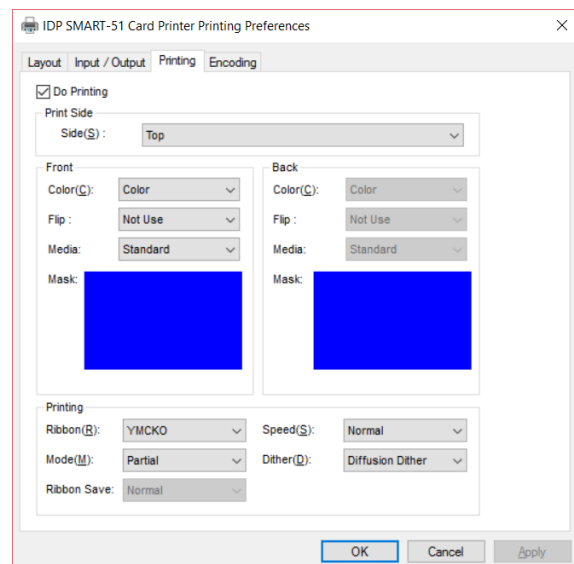 IDP SMART-51 Card Printer Printing Preferences
Layout Input / Output Printing Encoding
Do Printing
Print Side
Side(S) : Top
Front Back
Color(C): Color Color(C): Color
Flip : Not Use Flip : Not Use
Media: Standard Media: Standard
Mask: Mask:
Printing
Ribbon(R): YMCKO Speed(S): Normal
Mode(M): Partial Dither(D): Diffusion Dither
Ribbon Save: Normal
OK Cancel Apply